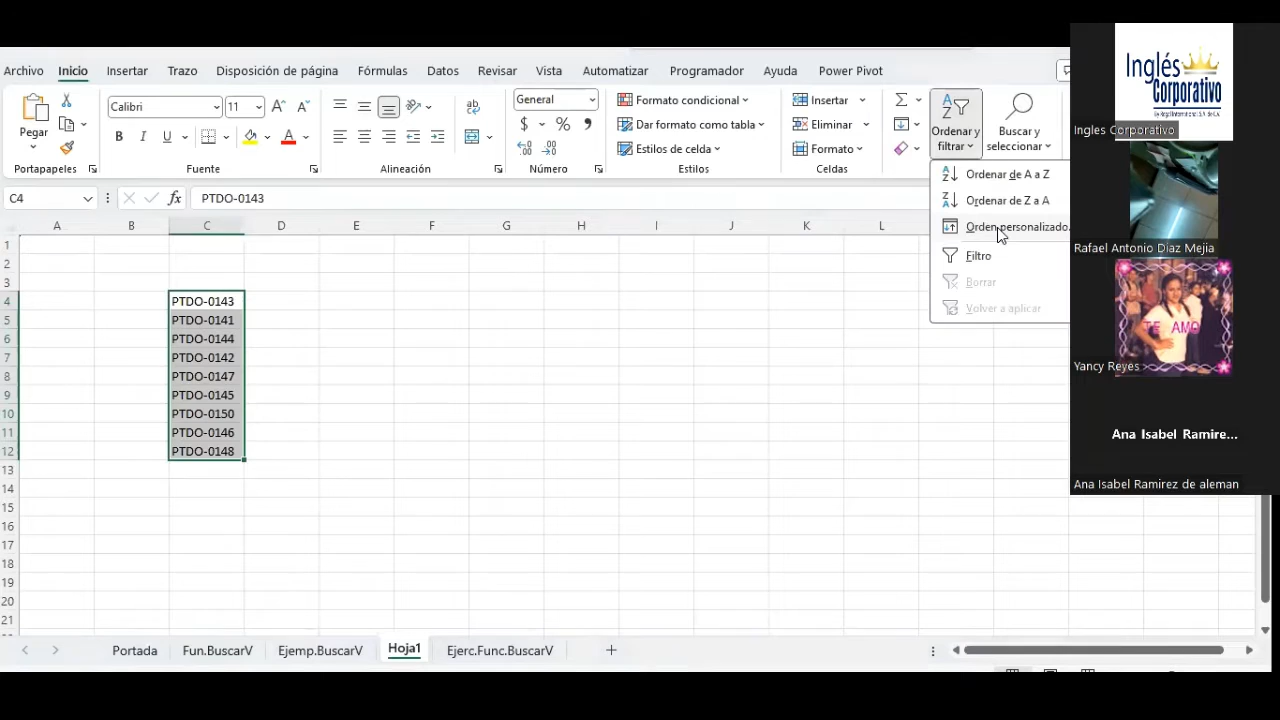 Archivo Inicio Insertar Trazo Disposición de página Fórmulas Datos Revisar Vista Automatizar Programador Ayuda Power Pivot
Pegar
Calibri 11
N K S
General
$ % 
Formato condicional
Dar formato como tabla
Estilos de celda
Insertar
Eliminar
Formato
Ordenar y
filtrar
Buscar y
seleccionar
Fuente Alineación Número Estilos Celdas
Ordenar de A a Z
Ordenar de Z a A
Orden personalizado...
Filtro
Borrar
Volver a aplicar
C4 fx PTDO-0143
A B C D E F G H I J K L
1
2
3
4 PTDO-0143
5 PTDO-0141
6 PTDO-0144
7 PTDO-0142
8 PTDO-0147
9 PTDO-0145
10 PTDO-0150
11 PTDO-0146
12 PTDO-0148
13
14
15
16
17
18
19
20
21
Portada Fun.BuscarV Ejemp.BuscarV Hoja1 Ejerc.Func.BuscarV
Inglés
Corporativo
Ingles Corporativo
Rafael Antonio Diaz Mejia
TE AMO
Yancy Reyes
Ana Isabel Ramire...
Ana Isabel Ramirez de aleman